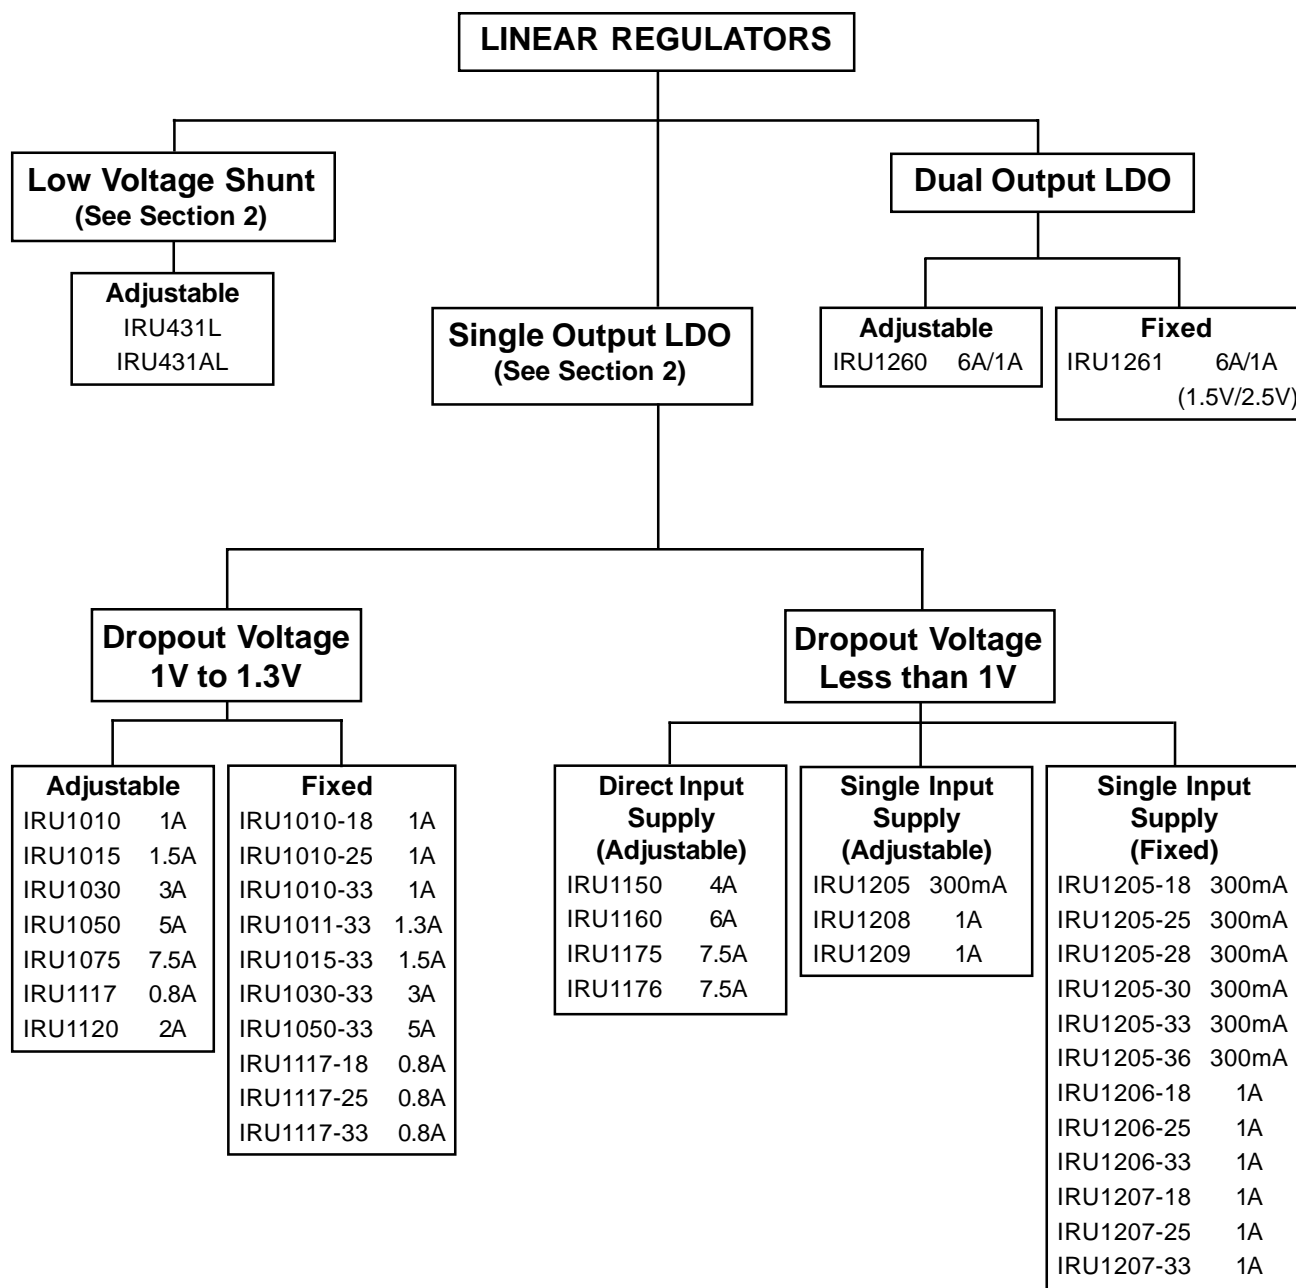 LINEAR REGULATORS
Low Voltage Shunt
(See Section 2)
Adjustable
IRU431L
IRU431AL
Dual Output LDO
Adjustable
IRU1260 6A/1A
Fixed
IRU1261 6A/1A
(1.5V/2.5V)
Single Output LDO
(See Section 2)
Dropout Voltage
1V to 1.3V
Adjustable
IRU1010 1A
IRU1015 1.5A
IRU1030 3A
IRU1050 5A
IRU1075 7.5A
IRU1117 0.8A
IRU1120 2A
Fixed
IRU1010-18 1A
IRU1010-25 1A
IRU1010-33 1A
IRU1011-33 1.3A
IRU1015-33 1.5A
IRU1030-33 3A
IRU1050-33 5A
IRU1117-18 0.8A
IRU1117-25 0.8A
IRU1117-33 0.8A
Dropout Voltage
Less than 1V
Direct Input
Supply
(Adjustable)
IRU1150 4A
IRU1160 6A
IRU1175 7.5A
IRU1176 7.5A
Single Input
Supply
(Adjustable)
IRU1205 300mA
IRU1208 1A
IRU1209 1A
Single Input
Supply
(Fixed)
IRU1205-18 300mA
IRU1205-25 300mA
IRU1205-28 300mA
IRU1205-30 300mA
IRU1205-33 300mA
IRU1205-36 300mA
IRU1206-18 1A
IRU1206-25 1A
IRU1206-33 1A
IRU1207-18 1A
IRU1207-25 1A
IRU1207-33 1A